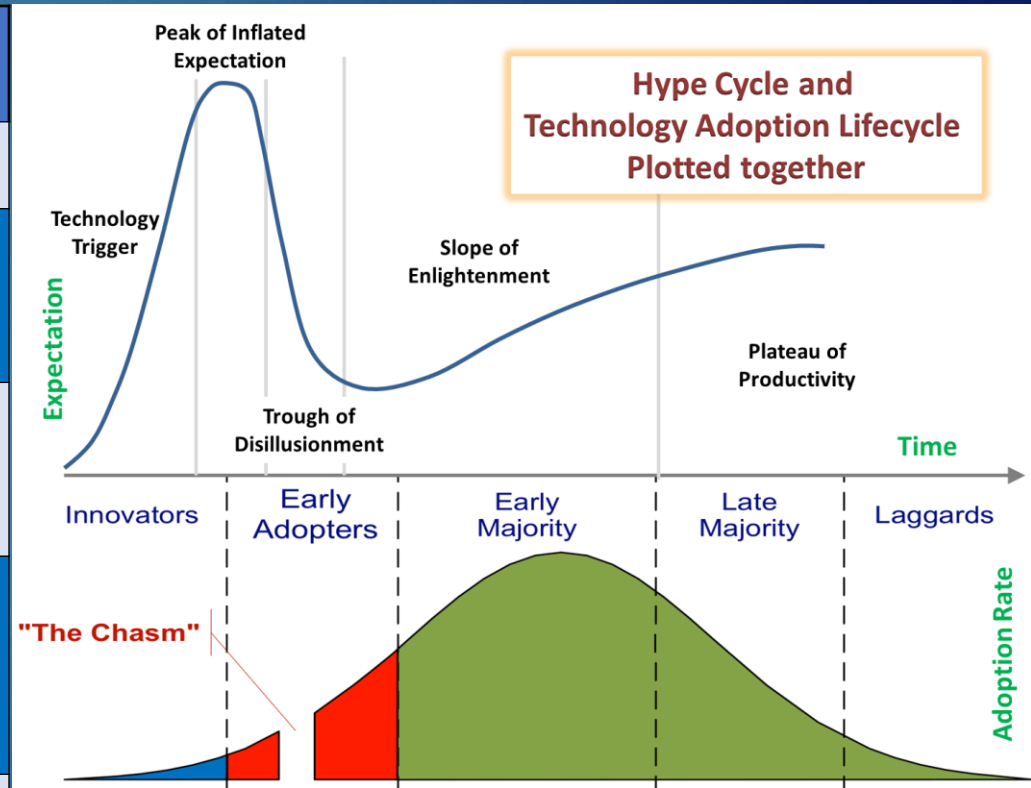 Peak of Inflated
Expectation
Hype Cycle and
Technology Adoption Lifecycle
Plotted together
Technology
Trigger
Slope of
Enlightenment
Expectation
Plateau of
Productivity
Trough of
Disillusionment
Time
Innovators
Early
Adopters
Early
Majority
Late
Majority
Laggards
"The Chasm"
Adoption Rate